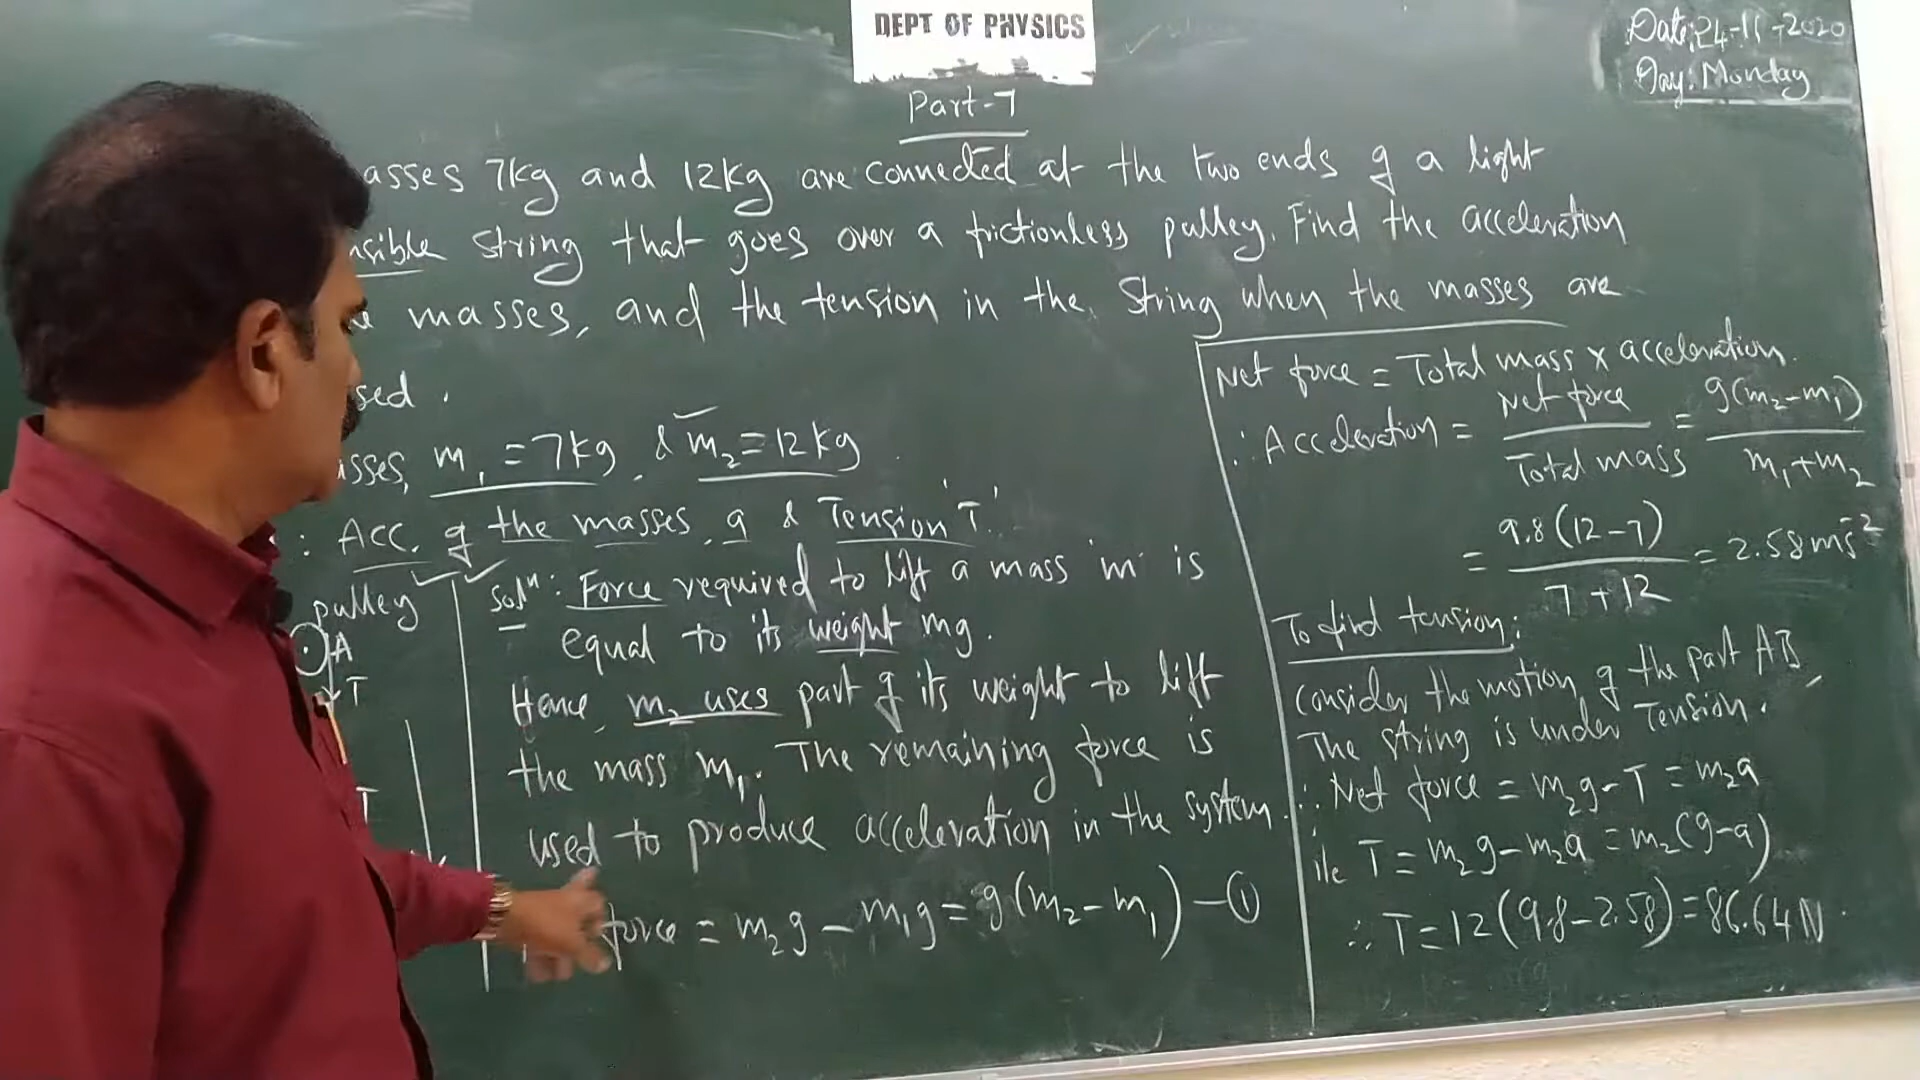 DEPT OF PHYSICS
Date: 24-11-2020
Day: Monday
Part-7
asses 7kg and 12kg are connected at the two ends of a light
nsible string that goes over a frictionless pulley. Find the acceleration
masses, and the tension in the string when the masses are
sed.
asses, m₁ = 7kg, & m₂ = 12kg
: Acc. of the masses, a & Tension 'T'.
pulley
A
T
T
Solⁿ: Force required to lift a mass 'm' is
equal to its weight mg.
Hence, m₂ uses part of its weight to lift
the mass m₁. The remaining force is
used to produce acceleration in the system.
force = m₂g - m₁g = g(m₂ - m₁) - ①
Net force = Total mass x acceleration.
∴ Acceleration = Net force / Total mass = g(m₂-m₁) / m₁+m₂
= 9.8(12-7) / 7+12 = 2.58 ms⁻²
To find tension:
Consider the motion of the part AB,
The string is under Tension.
∴ Net force = m₂g - T = m₂a
i.e T = m₂g - m₂a = m₂(g-a)
∴ T = 12(9.8-2.58) = 86.64N